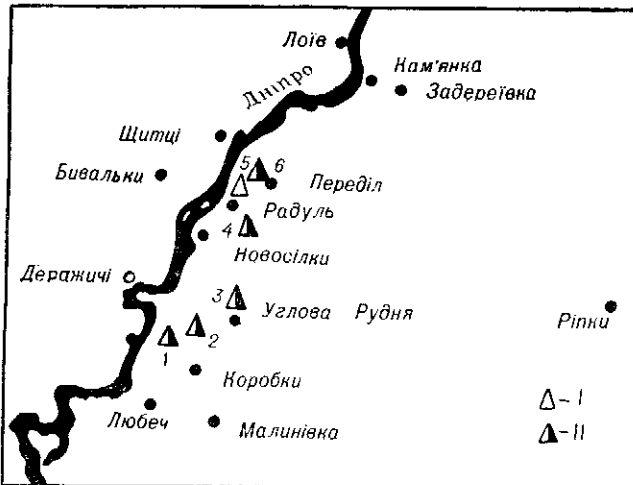 Лоїв
Кам'янка
Дніпро
Задереївка
Щитці
Бивальки
5 6
Переділ
Радуль
4
Новосілки
Деражичі
3
Углова Рудня
Ріпки
1
2
Коробки
Любеч
Малинівка
– I
– II